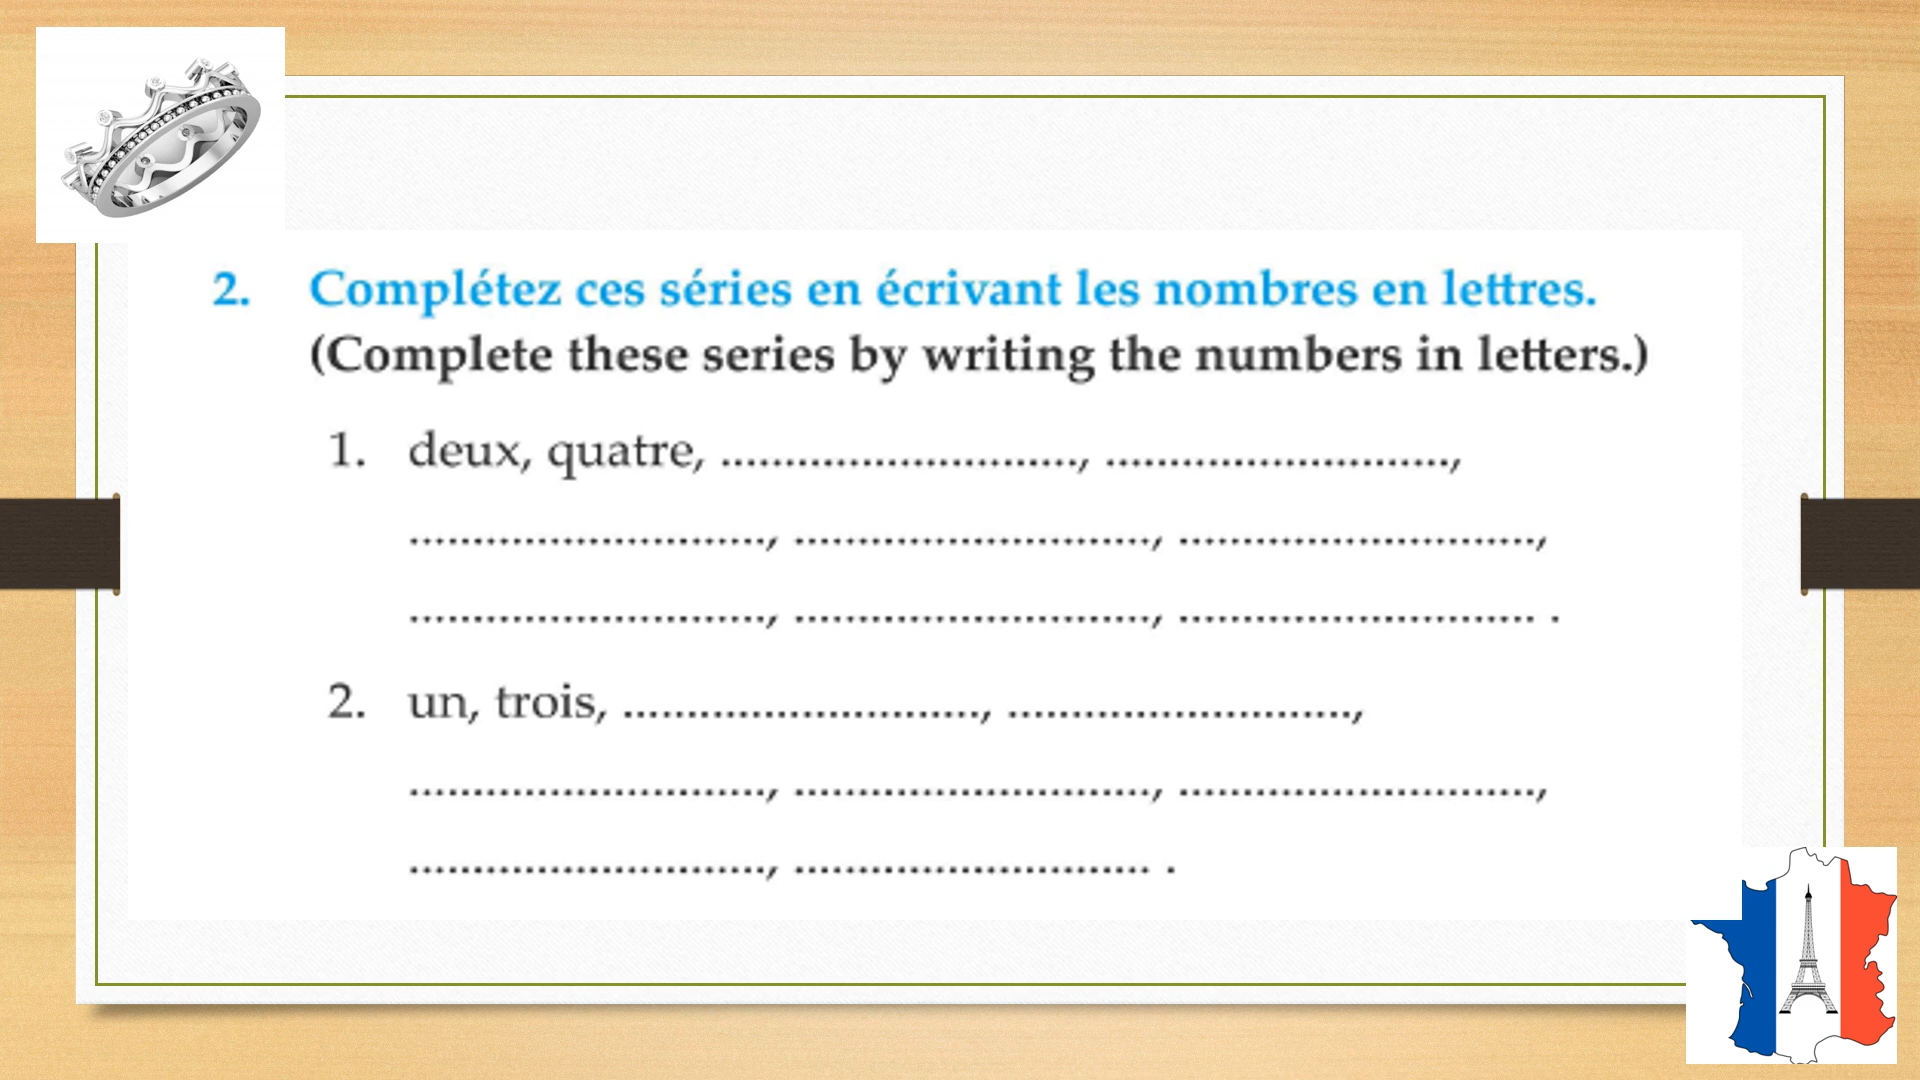 2. Complétez ces séries en écrivant les nombres en lettres.
(Complete these series by writing the numbers in letters.)
1. deux, quatre, ............................, ...........................,
............................, ............................, ............................,
............................, ............................, ............................ .
2. un, trois, ............................, ...........................,
............................, ............................, ............................,
............................, ............................ .